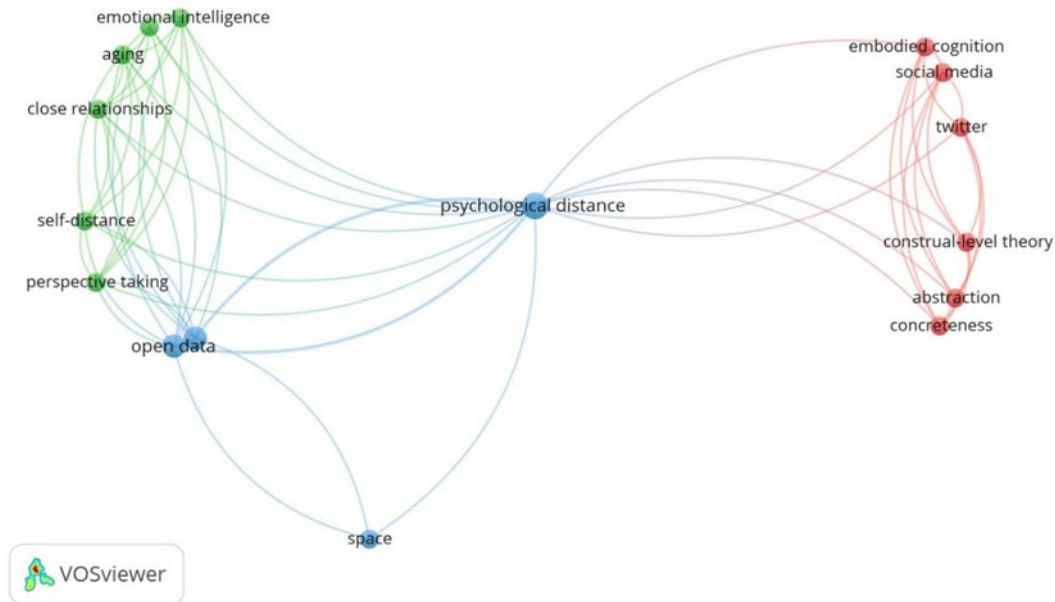 emotional intelligence
aging
close relationships
self-distance
perspective taking
open data
psychological distance
space
embodied cognition
social media
twitter
construal-level theory
abstraction
concreteness
VOSviewer